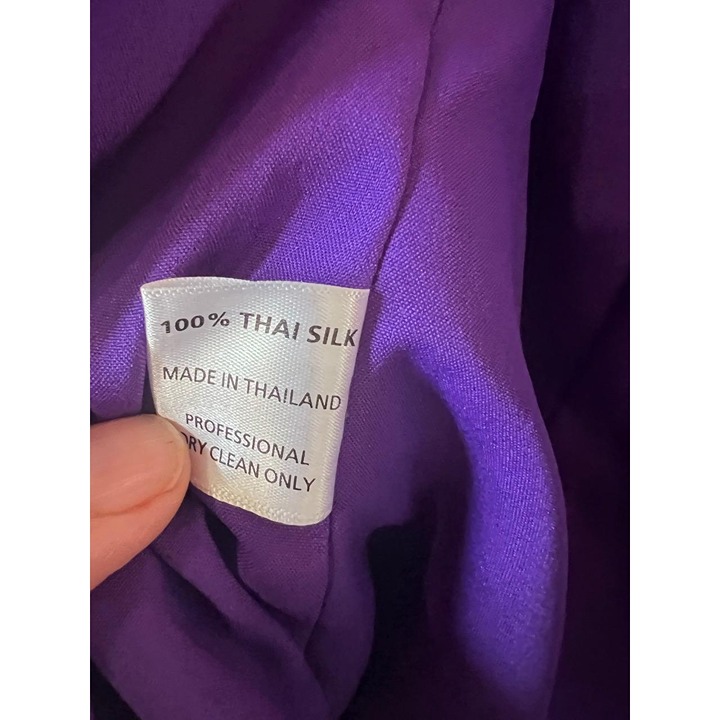 100% THAI SILK
MADE IN THAILAND
PROFESSIONAL
DRY CLEAN ONLY